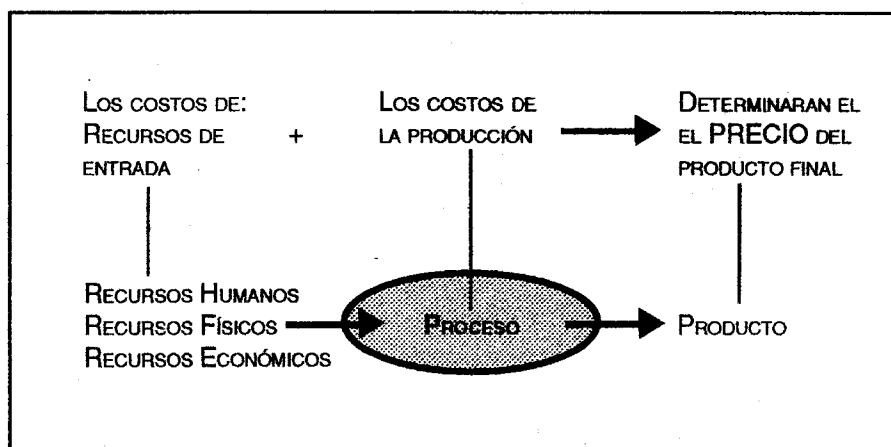 LOS COSTOS DE:
RECURSOS DE
ENTRADA
+
LOS COSTOS DE
LA PRODUCCIÓN
DETERMINARAN EL
EL PRECIO DEL
PRODUCTO FINAL
RECURSOS HUMANOS
RECURSOS FÍSICOS
RECURSOS ECONÓMICOS
PROCESO
PRODUCTO